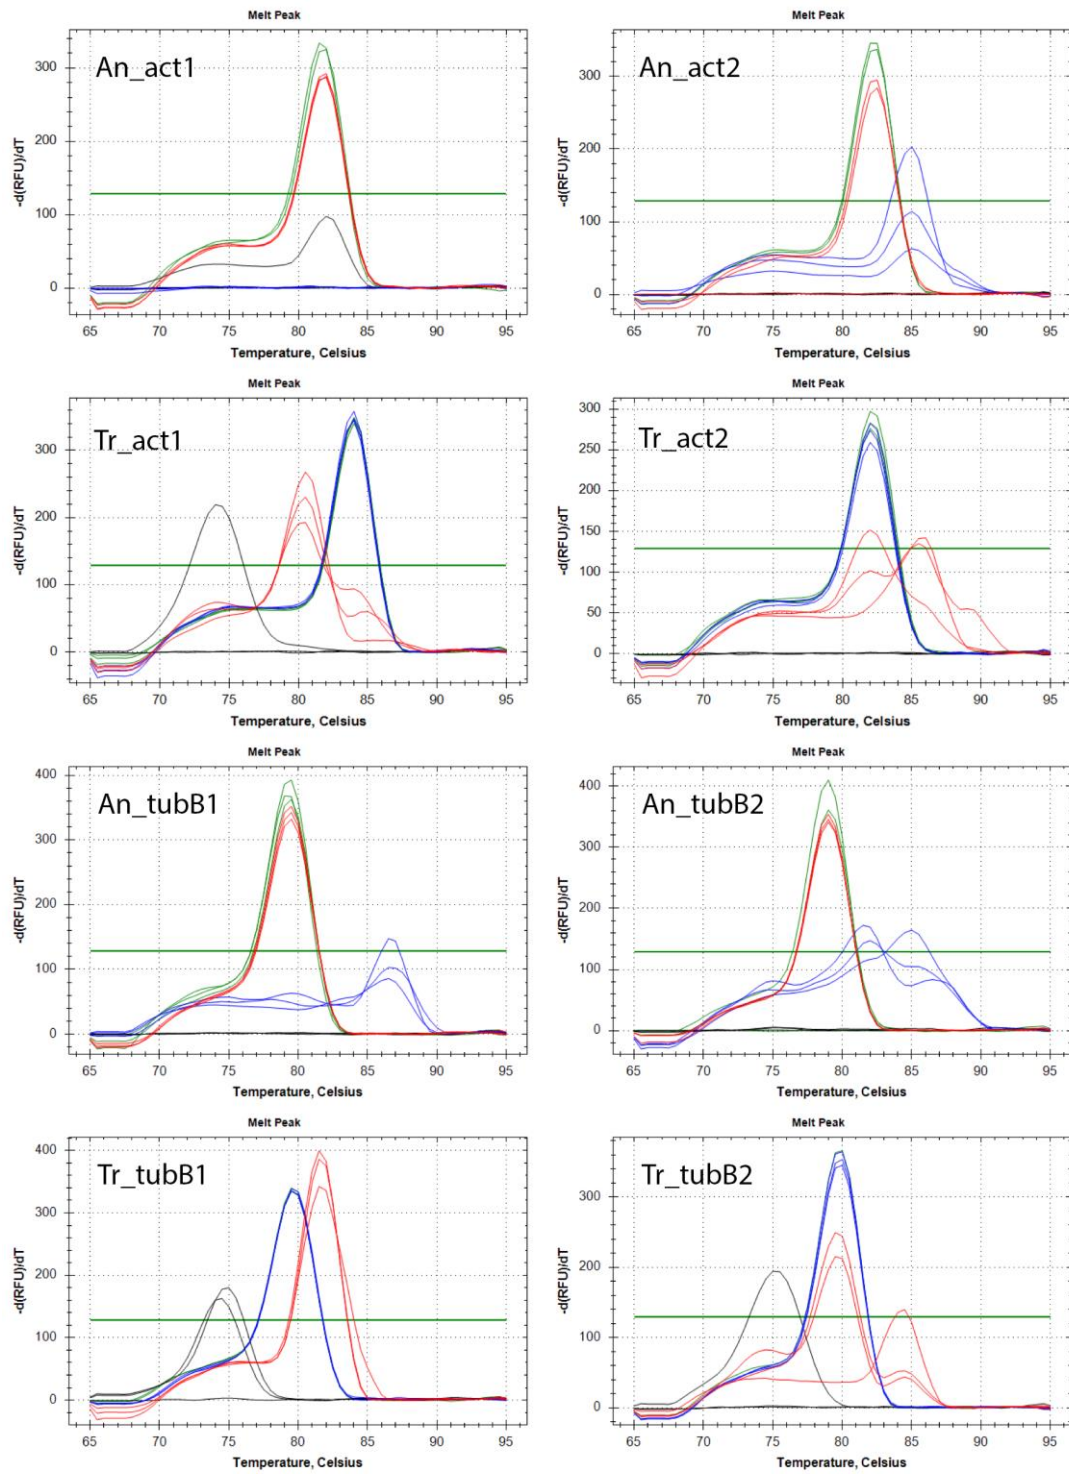 Melt Peak
An_act1
-d(RFU)/dT
300
200
100
0
65 70 75 80 85 90 95
Temperature, Celsius
Melt Peak
An_act2
-d(RFU)/dT
300
200
100
0
65 70 75 80 85 90 95
Temperature, Celsius
Melt Peak
Tr_act1
-d(RFU)/dT
300
200
100
0
65 70 75 80 85 90 95
Temperature, Celsius
Melt Peak
Tr_act2
-d(RFU)/dT
300
250
200
150
100
50
0
65 70 75 80 85 90 95
Temperature, Celsius
Melt Peak
An_tubB1
-d(RFU)/dT
400
300
200
100
0
65 70 75 80 85 90 95
Temperature, Celsius
Melt Peak
An_tubB2
-d(RFU)/dT
400
300
200
100
0
65 70 75 80 85 90 95
Temperature, Celsius
Melt Peak
Tr_tubB1
-d(RFU)/dT
400
300
200
100
0
65 70 75 80 85 90 95
Temperature, Celsius
Melt Peak
Tr_tubB2
-d(RFU)/dT
300
200
100
0
65 70 75 80 85 90 95
Temperature, Celsius